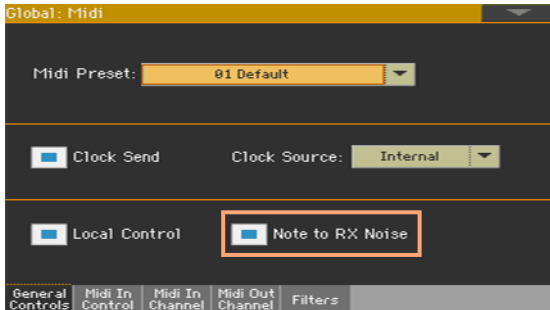 Global: Midi
Midi Preset: 01 Default
Clock Send Clock Source: Internal
Local Control Note to RX Noise
General Controls Midi In Control Midi In Channel Midi Out Channel Filters